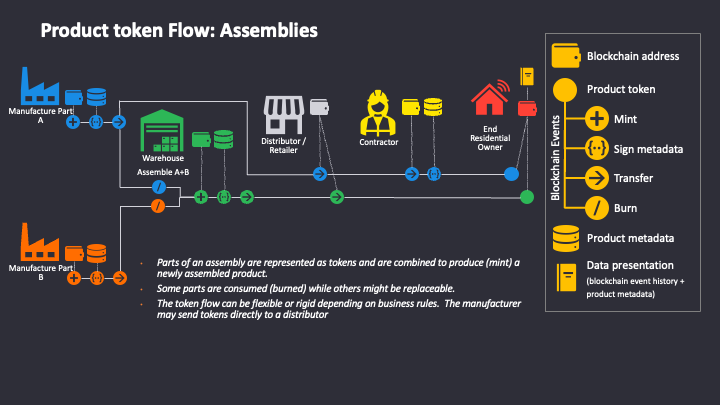 Product token Flow: Assemblies
Manufacture Part
A
Warehouse
Assemble A+B
Distributor /
Retailer
Contractor
End
Residential
Owner
Manufacture Part
B
• Parts of an assembly are represented as tokens and are combined to produce (mint) a
newly assembled product.
• Some parts are consumed (burned) while others might be replaceable.
• The token flow can be flexible or rigid depending on business rules. The manufacturer
may send tokens directly to a distributor
Blockchain address
Product token
Blockchain Events
Mint
Sign metadata
Transfer
Burn
Product metadata
Data presentation
(blockchain event history +
product metadata)